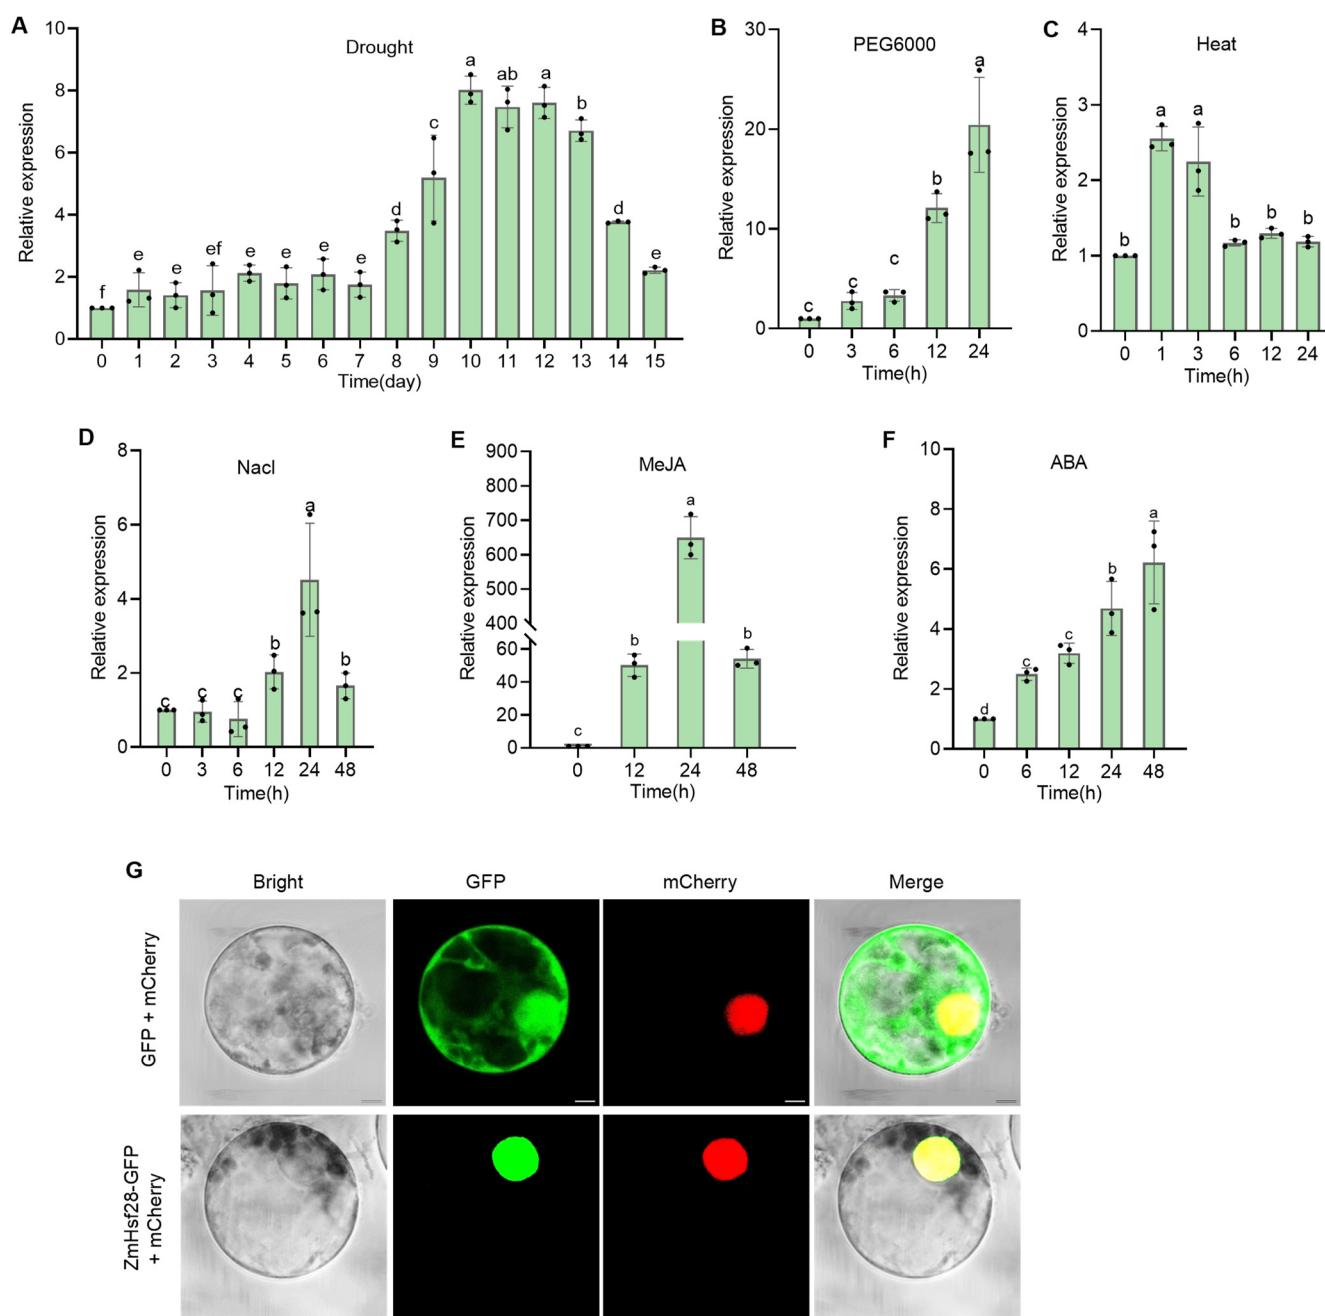 A
Drought
Relative expression
10
8
6
4
2
0
f
e
e
ef
e
e
e
e
d
c
a
ab
a
b
d
e
0 1 2 3 4 5 6 7 8 9 10 11 12 13 14 15
Time(day)
B
PEG6000
Relative expression
30
20
10
0
c
c
c
b
a
0 3 6 12 24
Time(h)
C
Heat
Relative expression
4
3
2
1
0
b
a
a
b
b
b
0 1 3 6 12 24
Time(h)
D
Nacl
Relative expression
8
6
4
2
0
c
c
c
b
a
b
0 3 6 12 24 48
Time(h)
E
MeJA
Relative expression
900
800
700
600
500
400
60
40
20
0
c
b
a
b
0 12 24 48
Time(h)
F
ABA
Relative expression
10
8
6
4
2
0
d
c
c
b
a
0 6 12 24 48
Time(h)
G
Bright GFP mCherry Merge
GFP + mCherry
ZmHsf28-GFP
+ mCherry